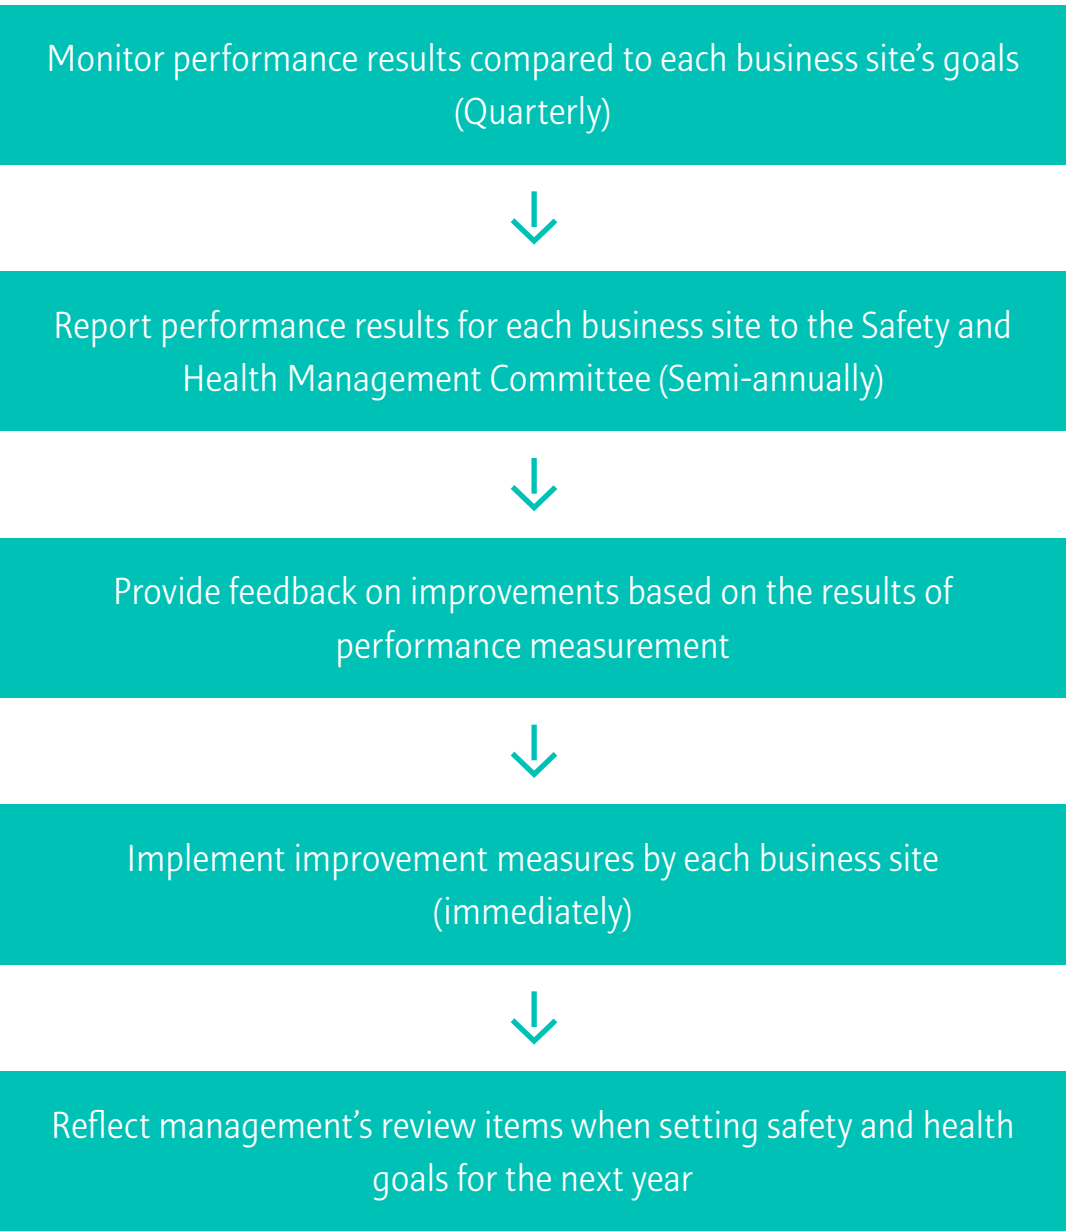 Monitor performance results compared to each business site’s goals
(Quarterly)
Report performance results for each business site to the Safety and
Health Management Committee (Semi-annually)
Provide feedback on improvements based on the results of
performance measurement
Implement improvement measures by each business site
(immediately)
Reflect management’s review items when setting safety and health
goals for the next year